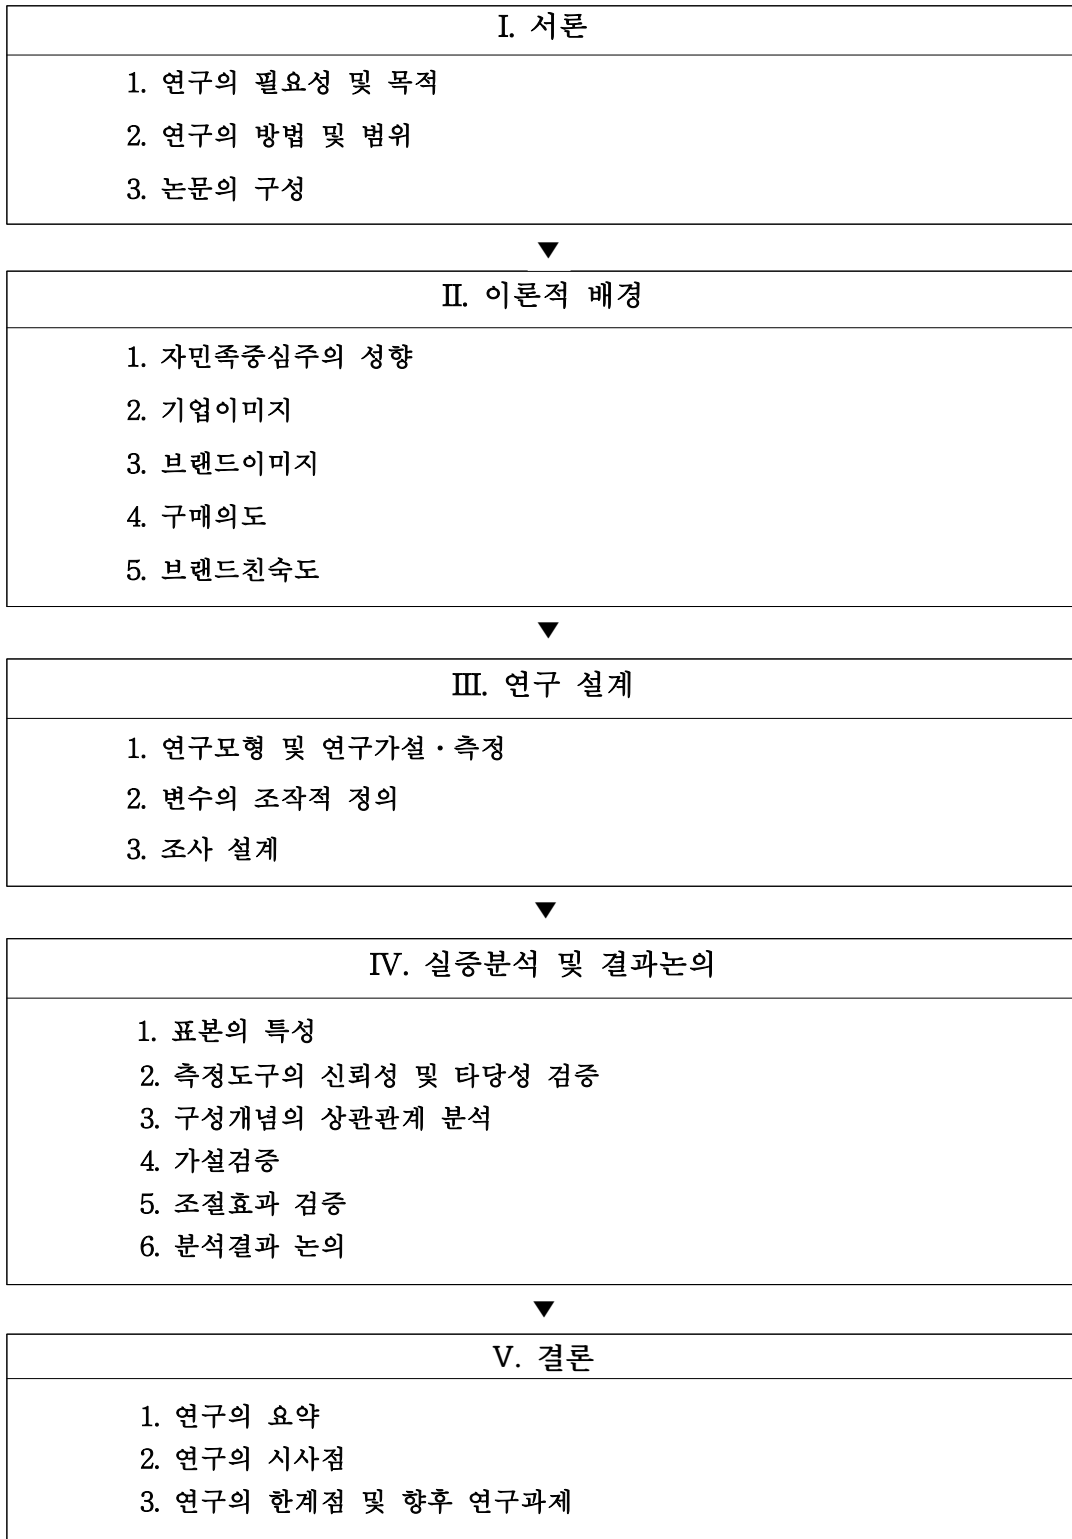 I. 서론
1. 연구의 필요성 및 목적
2. 연구의 방법 및 범위
3. 논문의 구성
▼
Ⅱ. 이론적 배경
1. 자민족중심주의 성향
2. 기업이미지
3. 브랜드이미지
4. 구매의도
5. 브랜드친숙도
▼
Ⅲ. 연구 설계
1. 연구모형 및 연구가설·측정
2. 변수의 조작적 정의
3. 조사 설계
▼
Ⅳ. 실증분석 및 결과논의
1. 표본의 특성
2. 측정도구의 신뢰성 및 타당성 검증
3. 구성개념의 상관관계 분석
4. 가설검증
5. 조절효과 검증
6. 분석결과 논의
▼
V. 결론
1. 연구의 요약
2. 연구의 시사점
3. 연구의 한계점 및 향후 연구과제